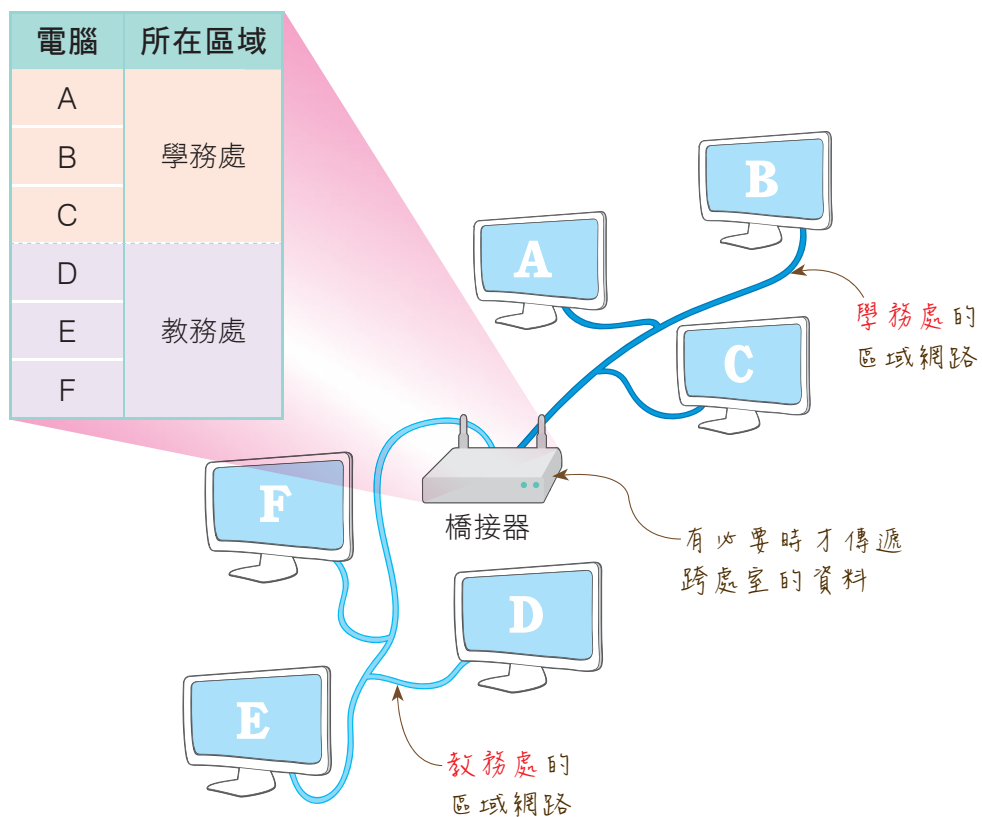 電腦 所在區域
A
B 學務處
C
D
E 教務處
F
B
A
學務處的
區域網路
C
F
橋接器
有必要時才傳遞
跨處室的資料
D
E
教務處的
區域網路